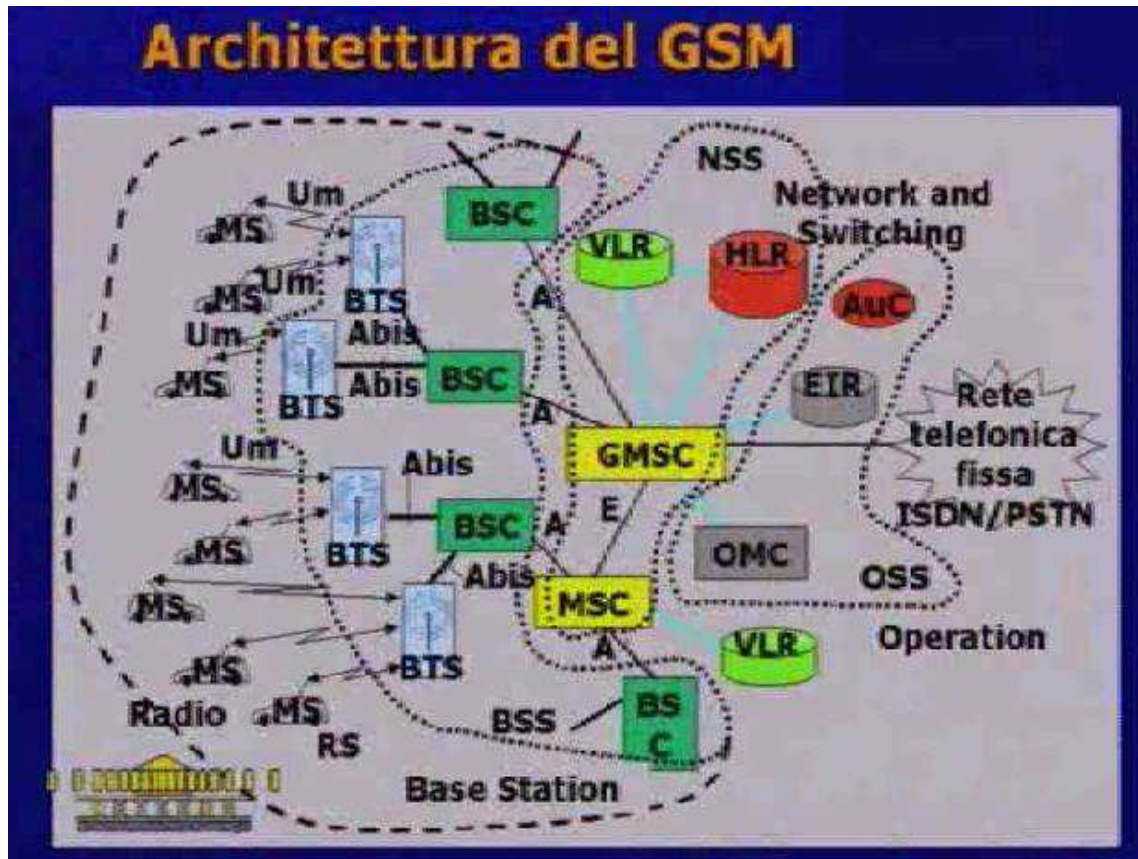 Architettura del GSM
NSS
Network and
Switching
Um
BSC
MS
VLR
HLR
BTS
MS
Um
A
AuC
Um
Abis
BSC
MS
BTS
Abis
A
EIR
Rete
telefonica
fissa
ISDN/PSTN
GMSC
Um
Abis
MS
E
BSC
A
MS
BTS
OMC
OSS
Abis
MS
MSC
Operation
BTS
A
VLR
MS
Radio
MS
RS
BSS
BS
C
Base Station